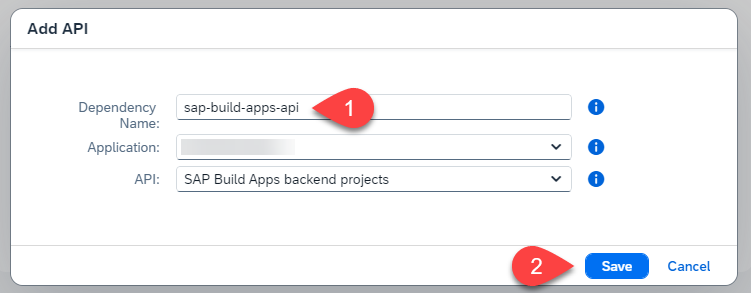 Add API
Dependency Name: sap-build-apps-api 1 i
Application: i
API: SAP Build Apps backend projects i
2 Save Cancel